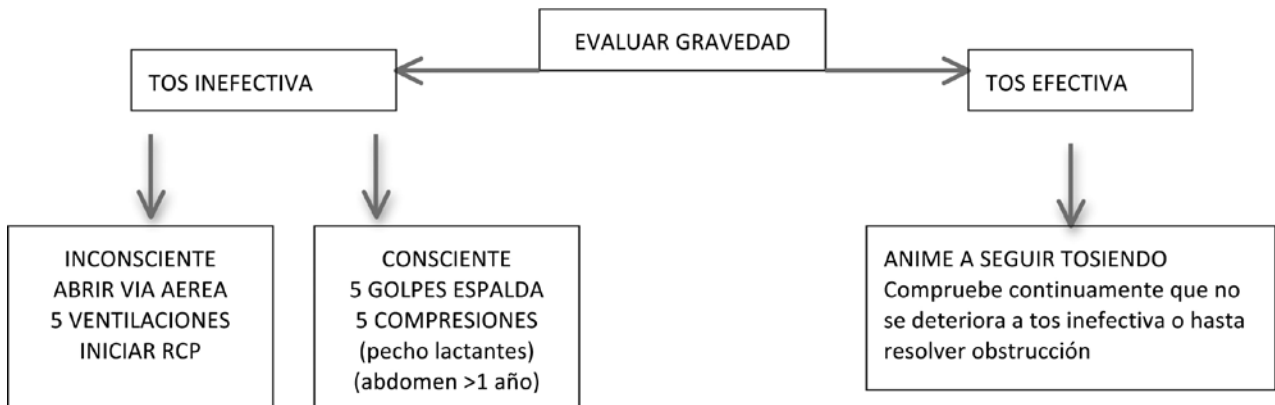 EVALUAR GRAVEDAD
TOS INEFECTIVA
TOS EFECTIVA
INCONSCIENTE
ABRIR VIA AEREA
5 VENTILACIONES
INICIAR RCP
CONSCIENTE
5 GOLPES ESPALDA
5 COMPRESIONES
(pecho lactantes)
(abdomen >1 año)
ANIME A SEGUIR TOSIENDO
Compruebe continuamente que no
se deteriora a tos inefectiva o hasta
resolver obstrucción